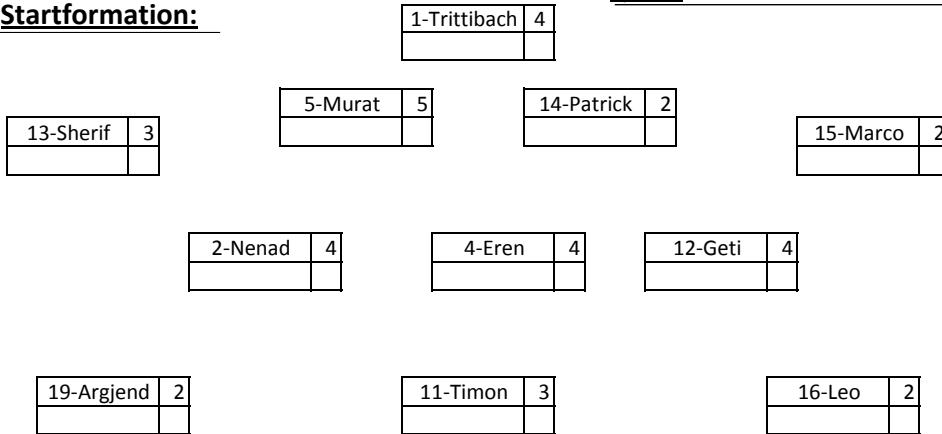 Startformation:
1-Trittibach 4
5-Murat 5
14-Patrick 2
13-Sherif 3
15-Marco 2
2-Nenad 4
4-Eren 4
12-Geti 4
19-Argjend 2
11-Timon 3
16-Leo 2